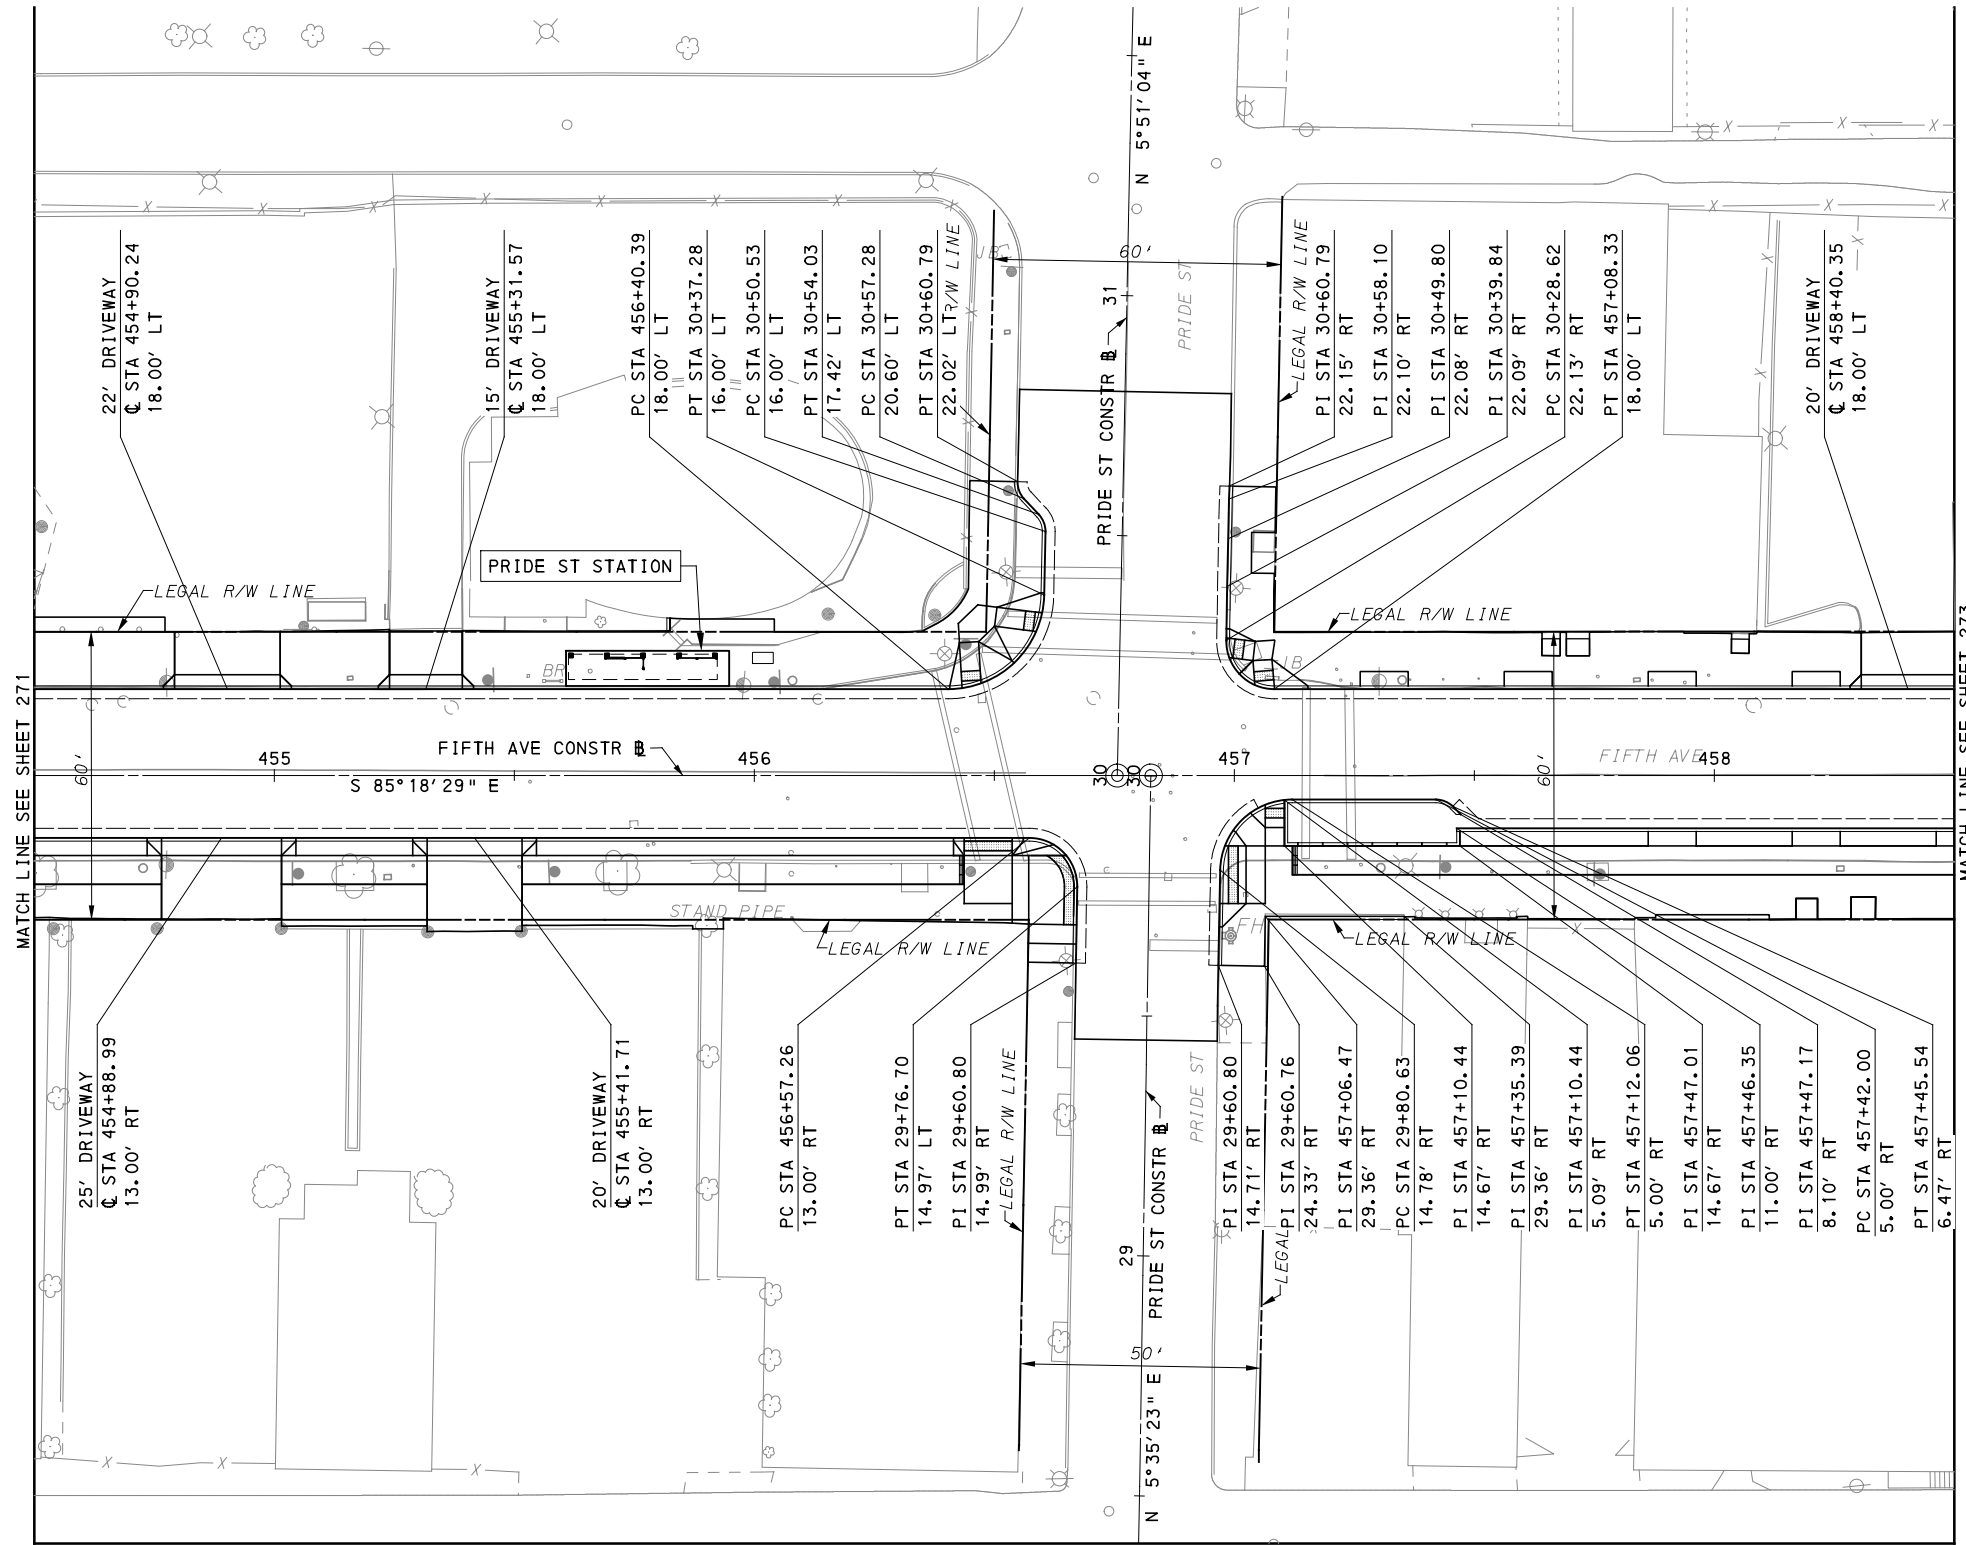 N 5°51'04" E
22' DRIVEWAY
℄ STA 454+90.24
18.00' LT
15' DRIVEWAY
℄ STA 455+31.57
18.00' LT
PC STA 456+40.39
18.00' LT
PT STA 30+37.28
16.00' LT
PC STA 30+50.53
16.00' LT
PT STA 30+54.03
17.42' LT
PC STA 30+57.28
20.60' LT
PT STA 30+60.79
22.02' LT
R/W LINE
JB
60'
31
PRIDE ST CONSTR B
PRIDE ST
LEGAL R/W LINE
PI STA 30+60.79
22.15' RT
PI STA 30+58.10
22.10' RT
PI STA 30+49.80
22.08' RT
PI STA 30+39.84
22.09' RT
PC STA 30+28.62
22.13' RT
PT STA 457+08.33
18.00' LT
20' DRIVEWAY
℄ STA 458+40.35
18.00' LT
PRIDE ST STATION
LEGAL R/W LINE
LEGAL R/W LINE
BR
JB
MATCH LINE SEE SHEET 271
MATCH LINE SEE SHEET 273
60'
455
FIFTH AVE CONSTR B
456
457
FIFTH AVE
458
S 85°18'29" E
30
30
60'
STAND PIPE
LEGAL R/W LINE
FH
LEGAL R/W LINE
25' DRIVEWAY
℄ STA 454+88.99
13.00' RT
20' DRIVEWAY
℄ STA 455+41.71
13.00' RT
PC STA 456+57.26
13.00' RT
PT STA 29+76.70
14.97' LT
PI STA 29+60.80
14.99' RT
LEGAL R/W LINE
29
PRIDE ST CONSTR B
PRIDE ST
PI STA 29+60.80
14.71' RT
PI STA 29+60.76
24.33' RT
LEGAL
PI STA 457+06.47
29.36' RT
PC STA 29+80.63
14.78' RT
PI STA 457+10.44
14.67' RT
PI STA 457+35.39
29.36' RT
PI STA 457+10.44
5.09' RT
PT STA 457+12.06
5.00' RT
PI STA 457+47.01
14.67' RT
PI STA 457+46.35
11.00' RT
PI STA 457+47.17
8.10' RT
PC STA 457+42.00
5.00' RT
PT STA 457+45.54
6.47' RT
50'
N 5°35'23" E